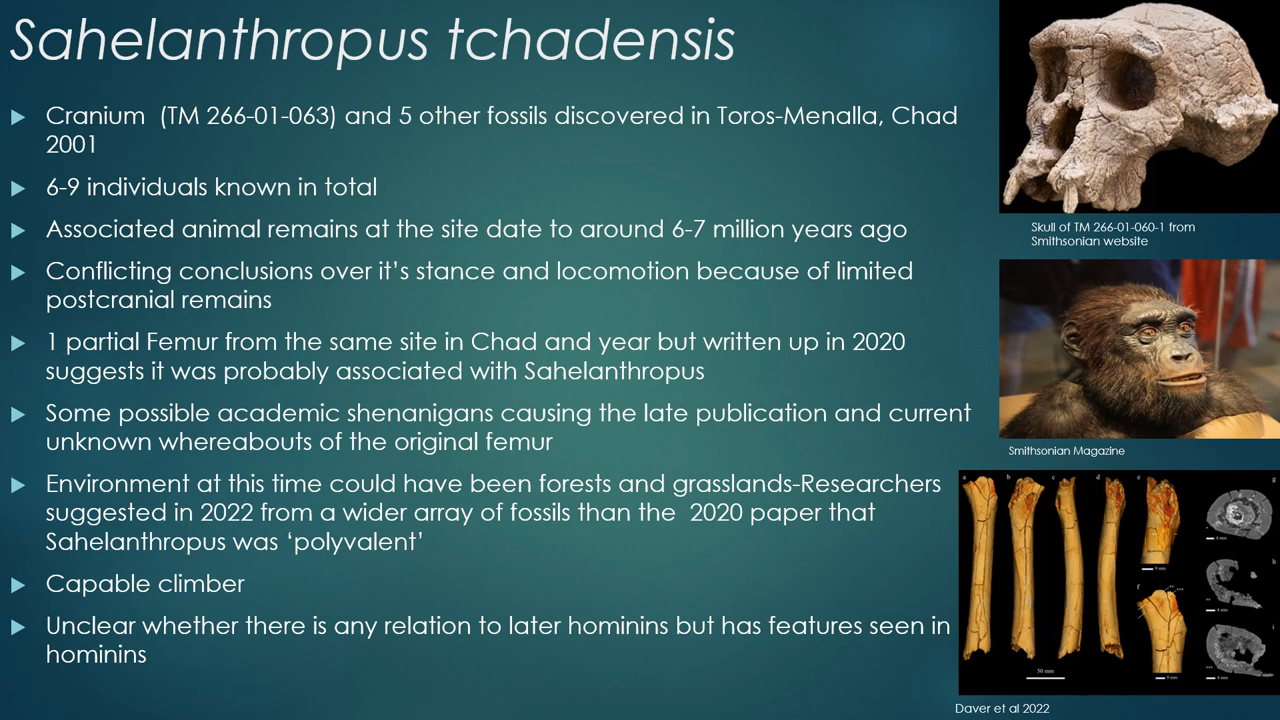 Sahelanthropus tchadensis
Cranium (TM 266-01-063) and 5 other fossils discovered in Toros-Menalla, Chad
2001
6-9 individuals known in total
Associated animal remains at the site date to around 6-7 million years ago
Conflicting conclusions over it's stance and locomotion because of limited
postcranial remains
1 partial Femur from the same site in Chad and year but written up in 2020
suggests it was probably associated with Sahelanthropus
Some possible academic shenanigans causing the late publication and current
unknown whereabouts of the original femur
Environment at this time could have been forests and grasslands-Researchers
suggested in 2022 from a wider array of fossils than the 2020 paper that
Sahelanthropus was ‘polyvalent’
Capable climber
Unclear whether there is any relation to later hominins but has features seen in
hominins
Skull of TM 266-01-060-1 from
Smithsonian website
Smithsonian Magazine
a b c d e g
f h
50 mm
Daver et al 2022